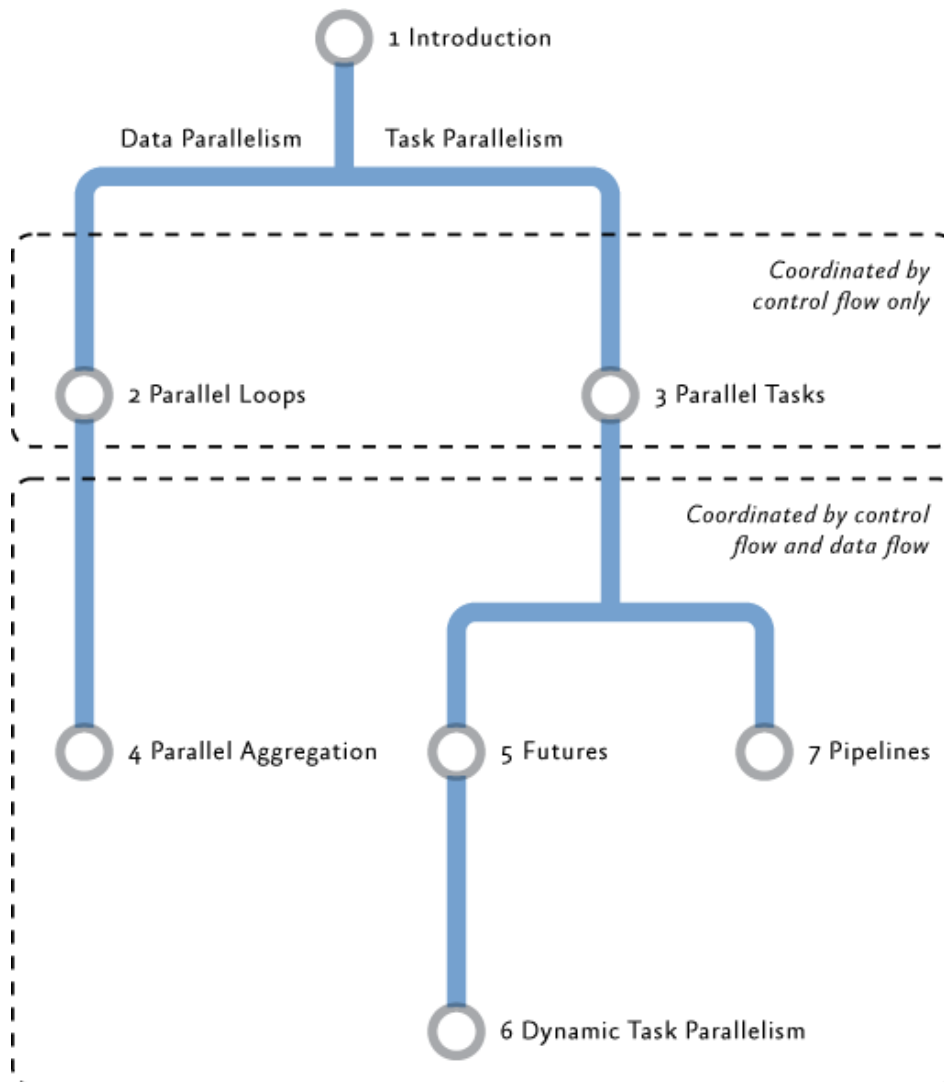 1 Introduction
Data Parallelism
Task Parallelism
Coordinated by
control flow only
2 Parallel Loops
3 Parallel Tasks
Coordinated by control
flow and data flow
4 Parallel Aggregation
5 Futures
7 Pipelines
6 Dynamic Task Parallelism